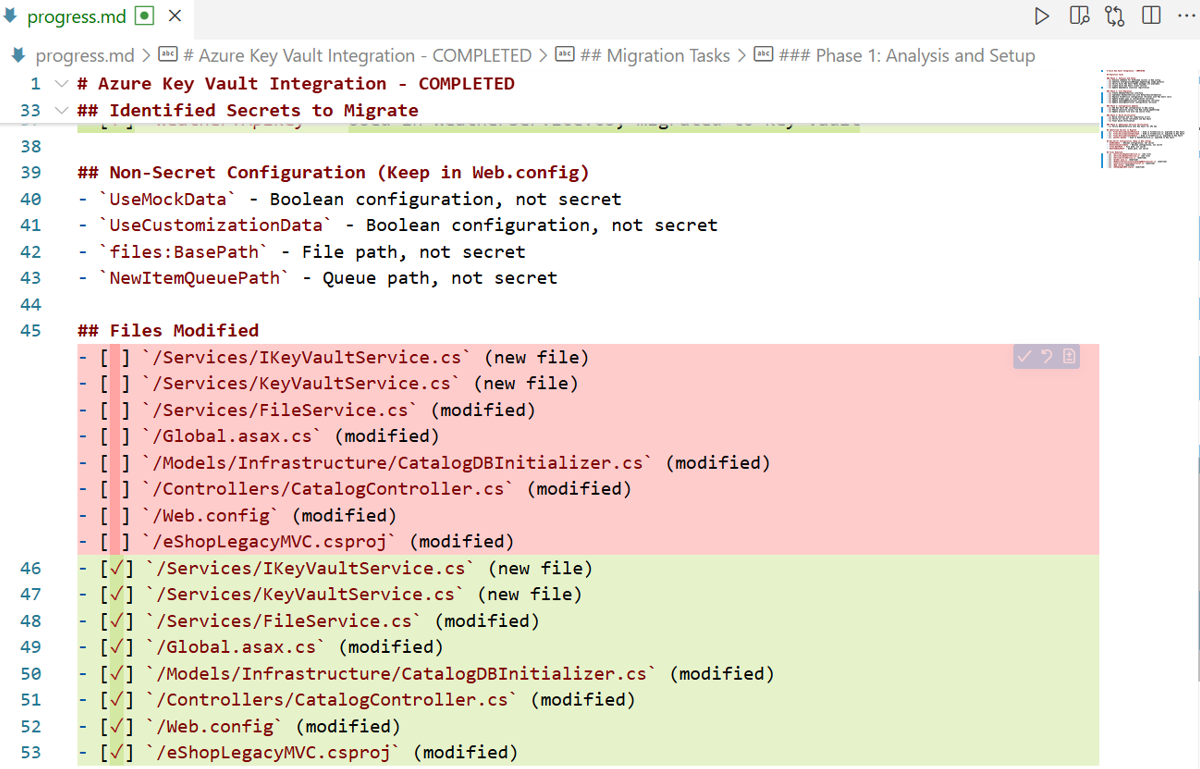 progress.md
progress.md > # Azure Key Vault Integration - COMPLETED > ## Migration Tasks > ### Phase 1: Analysis and Setup
1 # Azure Key Vault Integration - COMPLETED
33 ## Identified Secrets to Migrate
38
39 ## Non-Secret Configuration (Keep in Web.config)
40 - `UseMockData` - Boolean configuration, not secret
41 - `UseCustomizationData` - Boolean configuration, not secret
42 - `files:BasePath` - File path, not secret
43 - `NewItemQueuePath` - Queue path, not secret
44
45 ## Files Modified
- [ ] `/Services/IKeyVaultService.cs` (new file)
- [ ] `/Services/KeyVaultService.cs` (new file)
- [ ] `/Services/FileService.cs` (modified)
- [ ] `/Global.asax.cs` (modified)
- [ ] `/Models/Infrastructure/CatalogDBInitializer.cs` (modified)
- [ ] `/Controllers/CatalogController.cs` (modified)
- [ ] `/Web.config` (modified)
- [ ] `/eShopLegacyMVC.csproj` (modified)
46 - [✓] `/Services/IKeyVaultService.cs` (new file)
47 - [✓] `/Services/KeyVaultService.cs` (new file)
48 - [✓] `/Services/FileService.cs` (modified)
49 - [✓] `/Global.asax.cs` (modified)
50 - [✓] `/Models/Infrastructure/CatalogDBInitializer.cs` (modified)
51 - [✓] `/Controllers/CatalogController.cs` (modified)
52 - [✓] `/Web.config` (modified)
53 - [✓] `/eShopLegacyMVC.csproj` (modified)